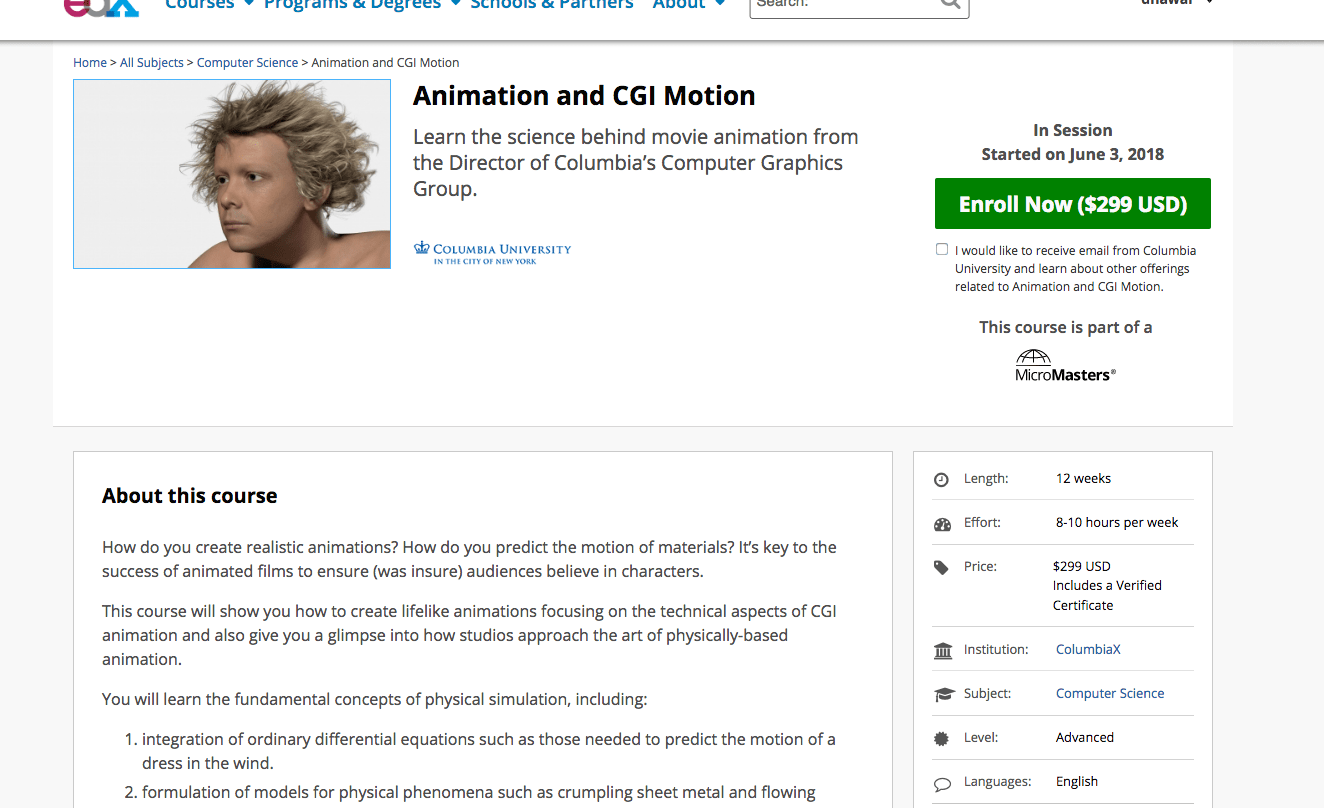 edX Courses Programs & Degrees Schools & Partners About Search: dhawal
Home > All Subjects > Computer Science > Animation and CGI Motion
Animation and CGI Motion
Learn the science behind movie animation from
the Director of Columbia’s Computer Graphics
Group.
COLUMBIA UNIVERSITY
IN THE CITY OF NEW YORK
In Session
Started on June 3, 2018
Enroll Now ($299 USD)
I would like to receive email from Columbia
University and learn about other offerings
related to Animation and CGI Motion.
This course is part of a
MicroMasters®
About this course
How do you create realistic animations? How do you predict the motion of materials? It’s key to the
success of animated films to ensure (was insure) audiences believe in characters.
This course will show you how to create lifelike animations focusing on the technical aspects of CGI
animation and also give you a glimpse into how studios approach the art of physically-based
animation.
You will learn the fundamental concepts of physical simulation, including:
1. integration of ordinary differential equations such as those needed to predict the motion of a
dress in the wind.
2. formulation of models for physical phenomena such as crumpling sheet metal and flowing
Length: 12 weeks
Effort: 8-10 hours per week
Price: $299 USD
Includes a Verified
Certificate
Institution: ColumbiaX
Subject: Computer Science
Level: Advanced
Languages: English